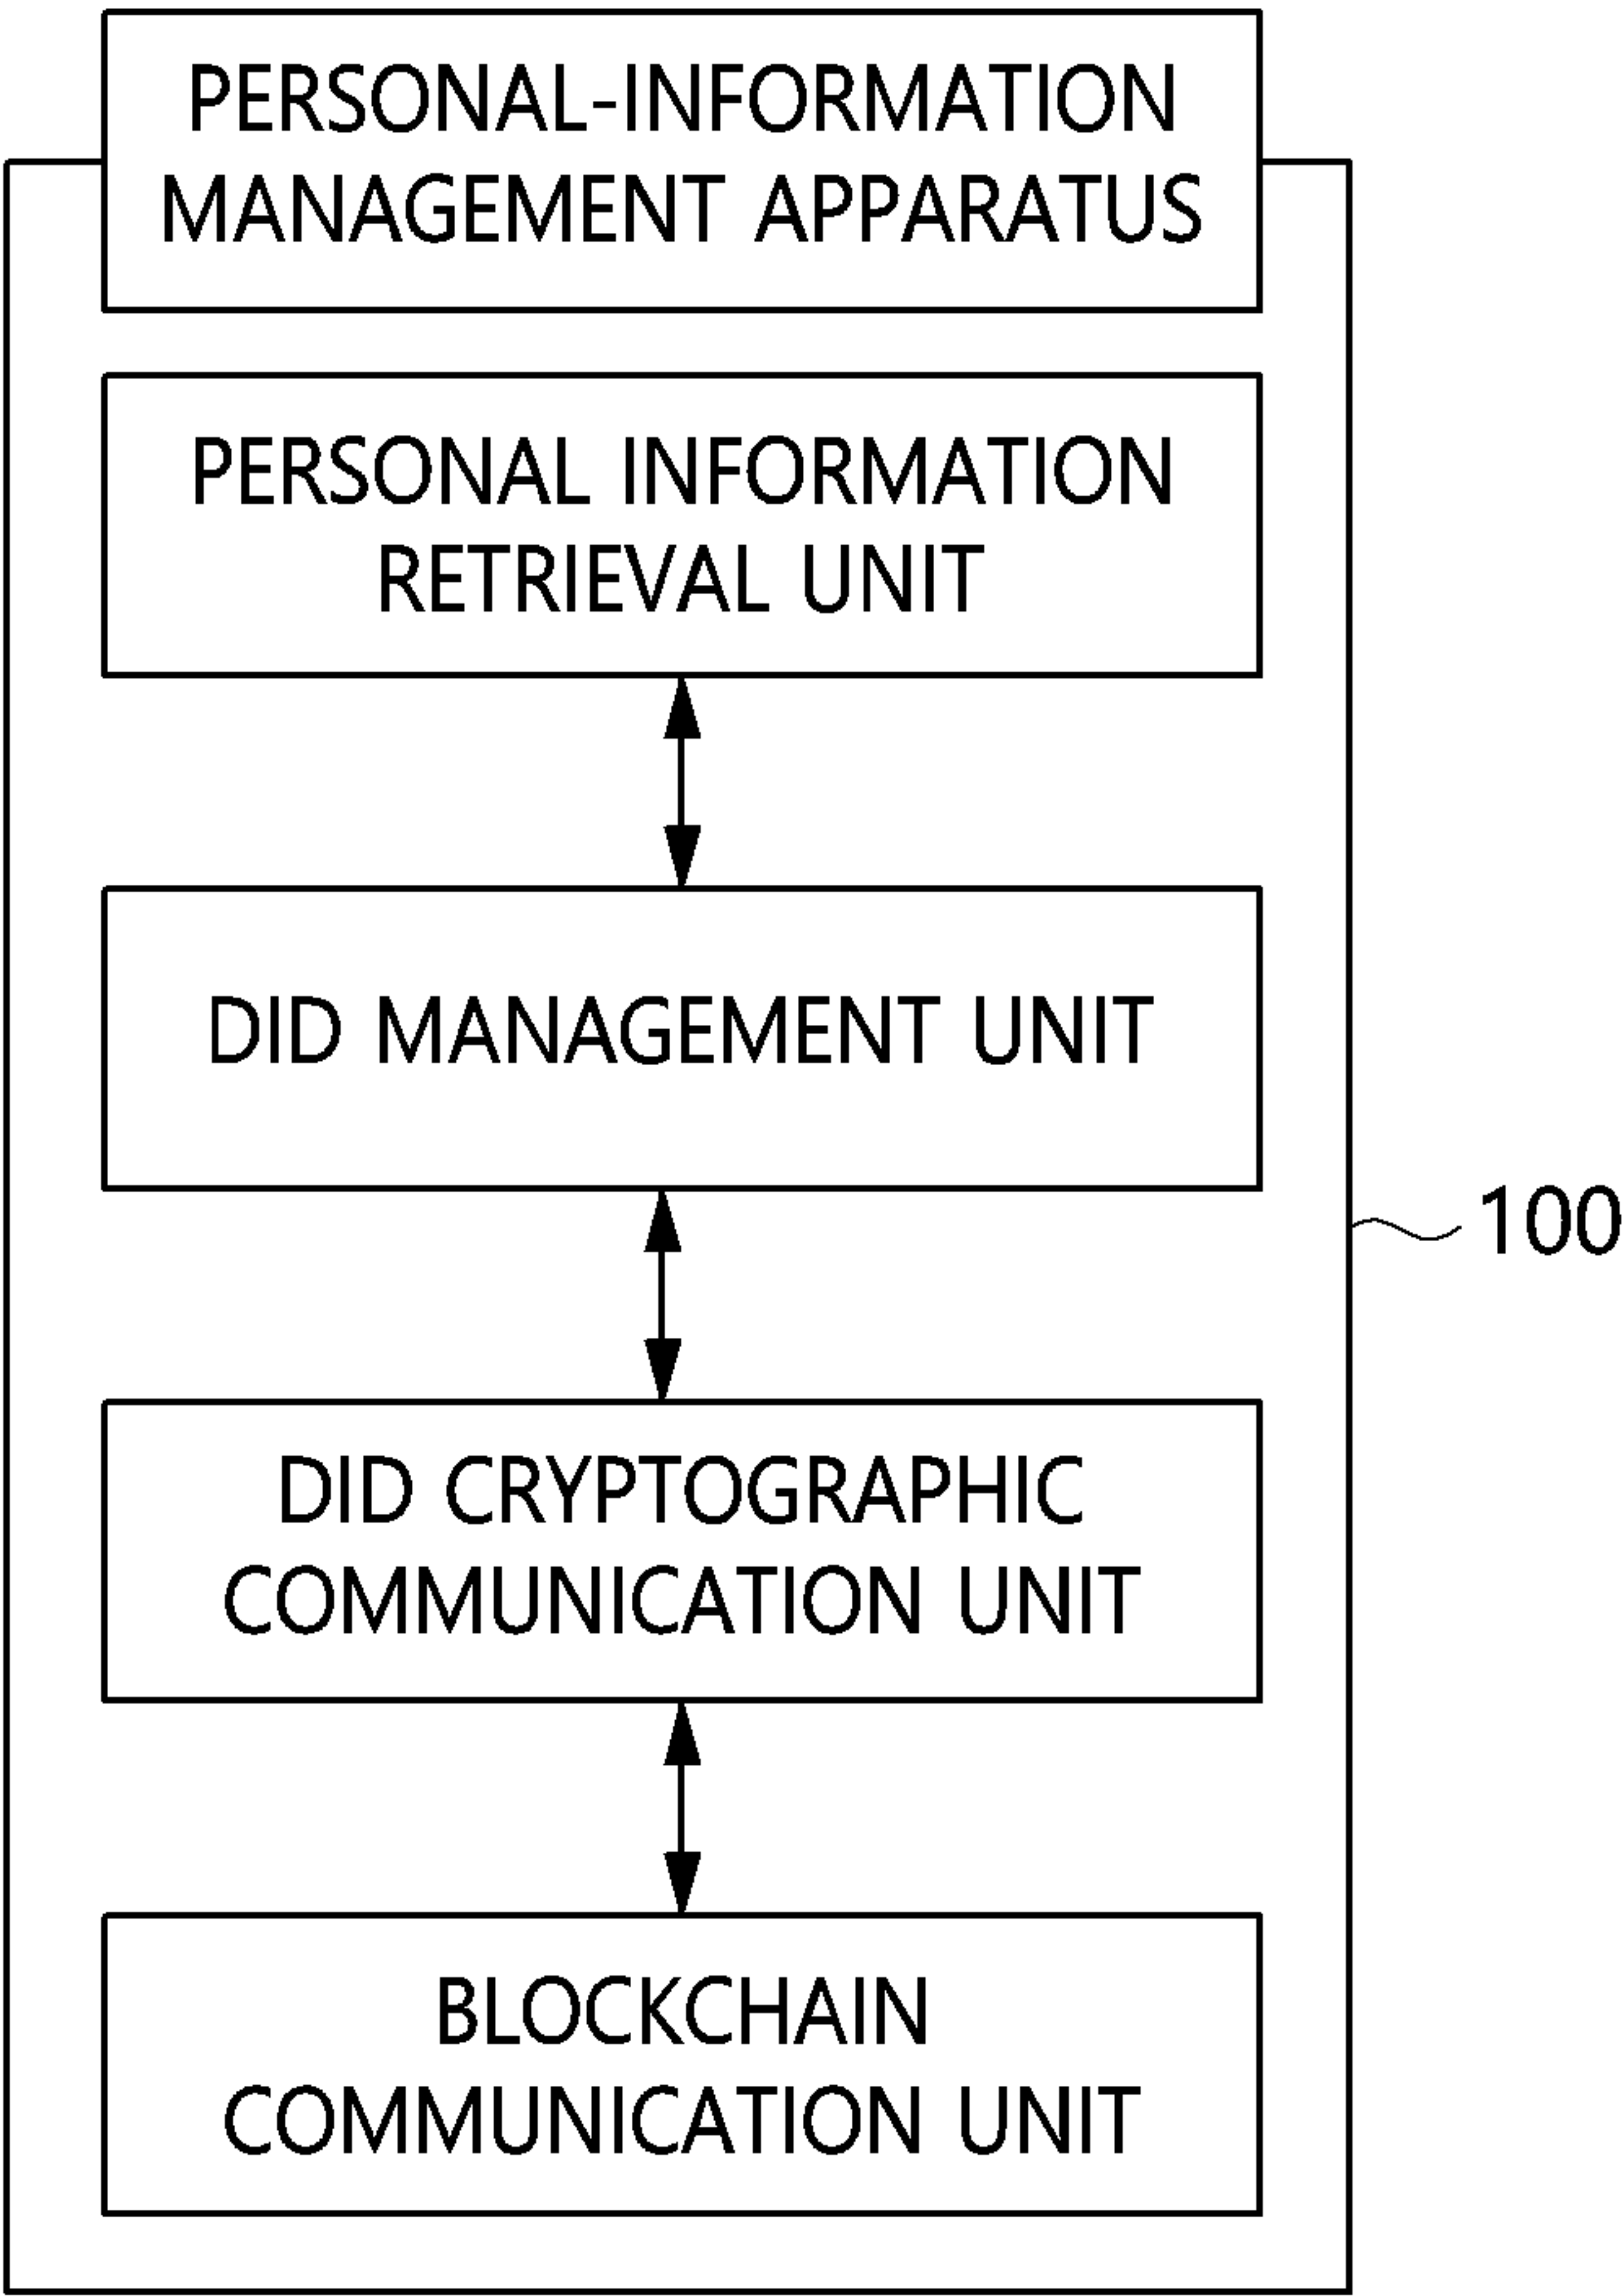 PERSONAL-INFORMATION
MANAGEMENT APPARATUS
PERSONAL INFORMATION
RETRIEVAL UNIT
DID MANAGEMENT UNIT
100
DID CRYPTOGRAPHIC
COMMUNICATION UNIT
BLOCKCHAIN
COMMUNICATION UNIT